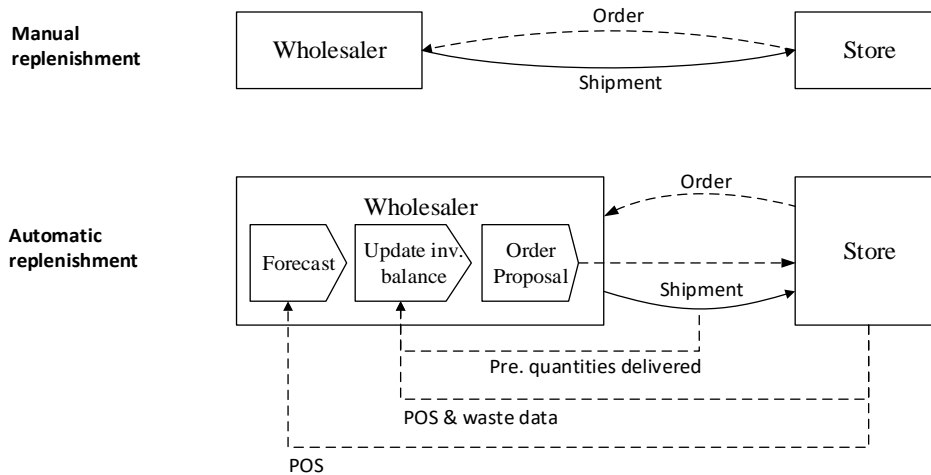 Manual
replenishment
Wholesaler
Order
Shipment
Store
Automatic
replenishment
Wholesaler
Forecast
Update inv.
balance
Order
Proposal
Order
Shipment
Store
Pre. quantities delivered
POS & waste data
POS